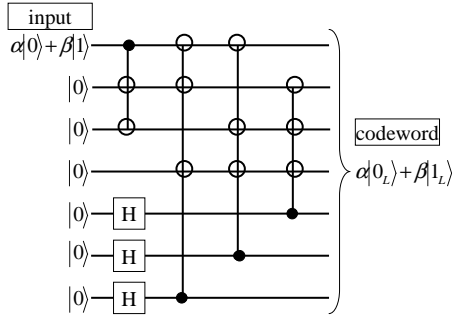 input
α|0⟩+β|1⟩
|0⟩
|0⟩
codeword
|0⟩
α|0_L⟩+β|1_L⟩
|0⟩ H
|0⟩ H
|0⟩ H